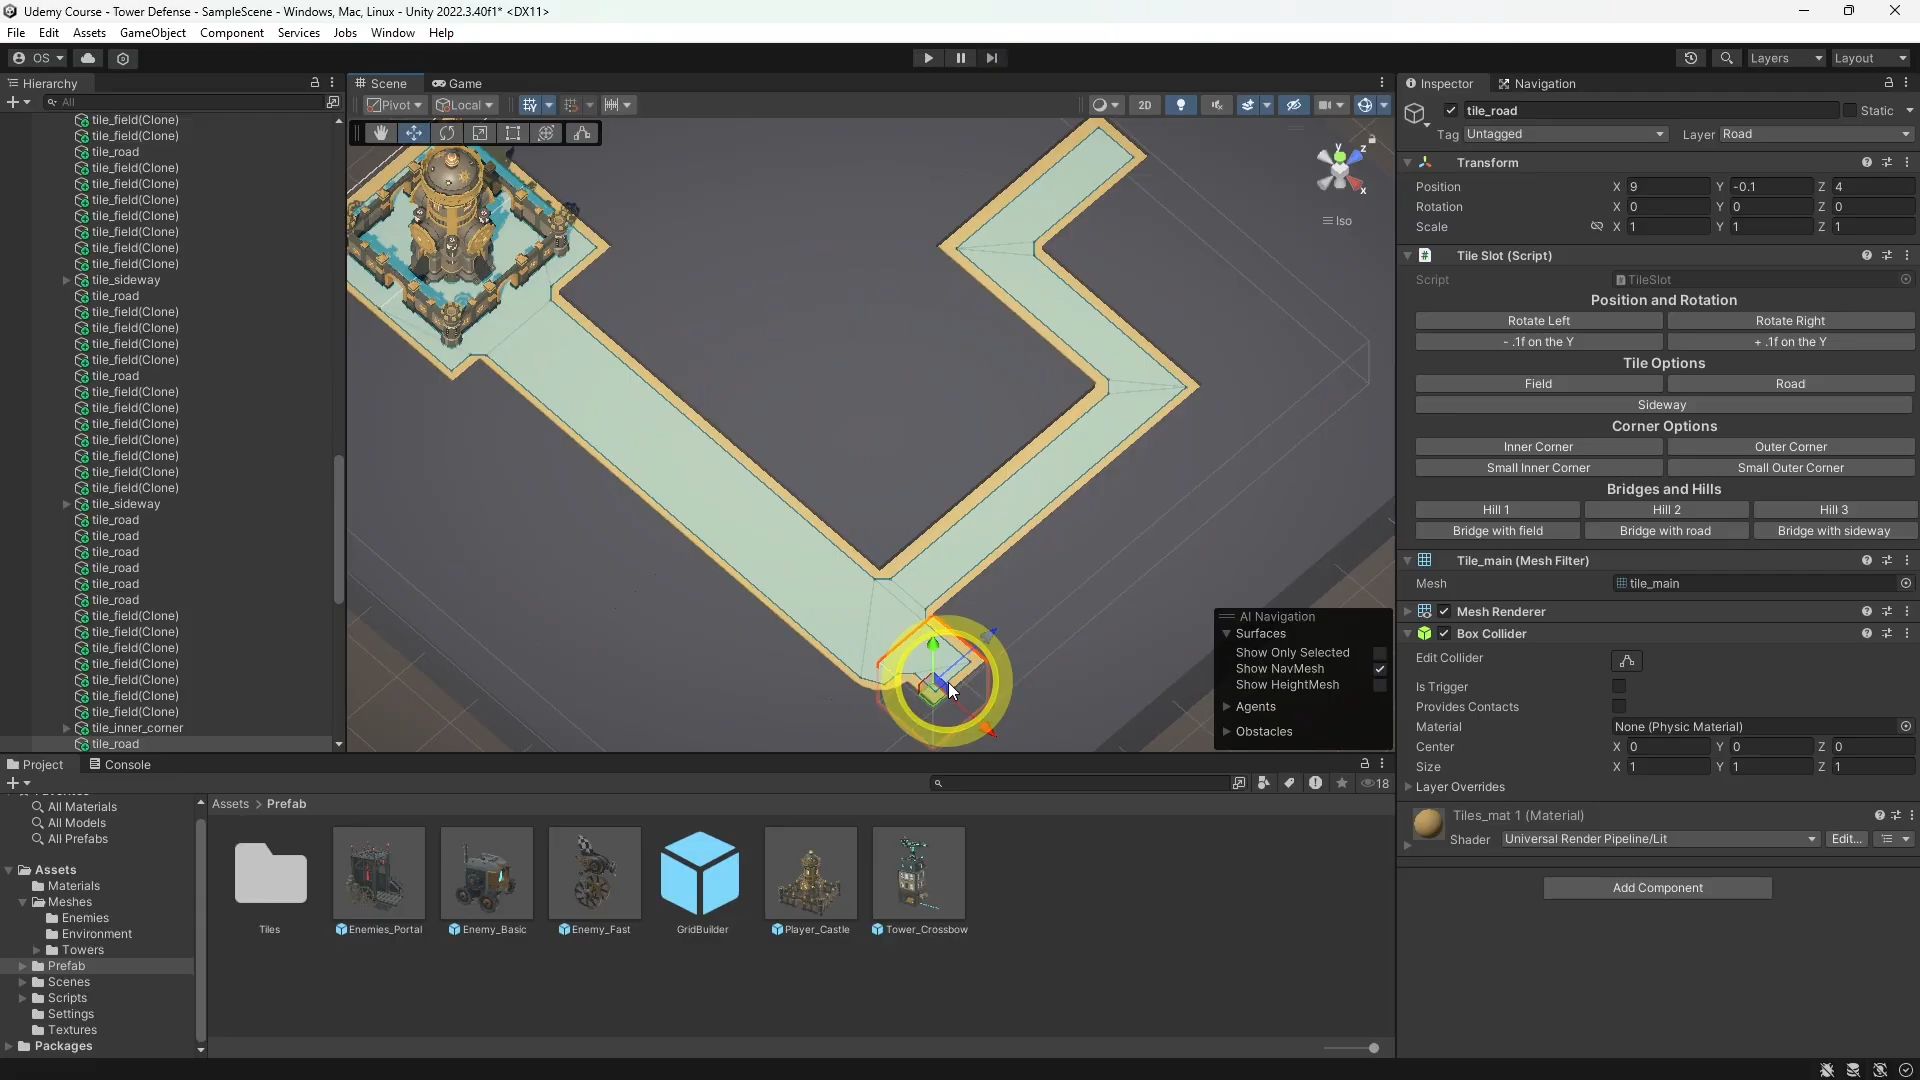 Udemy Course - Tower Defense - SampleScene - Windows, Mac, Linux - Unity 2022.3.40f1* <DX11>
File Edit Assets GameObject Component Services Jobs Window Help
OS Layers Layout
Hierarchy
All
tile_field(Clone)
tile_field(Clone)
tile_road
tile_field(Clone)
tile_field(Clone)
tile_field(Clone)
tile_field(Clone)
tile_field(Clone)
tile_field(Clone)
tile_field(Clone)
tile_sideway
tile_road
tile_field(Clone)
tile_field(Clone)
tile_field(Clone)
tile_field(Clone)
tile_road
tile_field(Clone)
tile_field(Clone)
tile_field(Clone)
tile_field(Clone)
tile_field(Clone)
tile_field(Clone)
tile_field(Clone)
tile_sideway
tile_road
tile_road
tile_road
tile_road
tile_road
tile_road
tile_field(Clone)
tile_field(Clone)
tile_field(Clone)
tile_field(Clone)
tile_field(Clone)
tile_field(Clone)
tile_field(Clone)
tile_inner_corner
tile_road
Scene Game
Pivot Local 2D
y z x
Iso
AI Navigation
Surfaces
Show Only Selected
Show NavMesh
Show HeightMesh
Agents
Obstacles
Inspector Navigation
tile_road Static
Tag Untagged Layer Road
Transform
Position X 9 Y -0.1 Z 4
Rotation X 0 Y 0 Z 0
Scale X 1 Y 1 Z 1
Tile Slot (Script)
Script TileSlot
Position and Rotation
Rotate Left Rotate Right
- .1f on the Y + .1f on the Y
Tile Options
Field Road
Sideway
Corner Options
Inner Corner Outer Corner
Small Inner Corner Small Outer Corner
Bridges and Hills
Hill 1 Hill 2 Hill 3
Bridge with field Bridge with road Bridge with sideway
Tile_main (Mesh Filter)
Mesh tile_main
Mesh Renderer
Box Collider
Edit Collider
Is Trigger
Provides Contacts
Material None (Physic Material)
Center X 0 Y 0 Z 0
Size X 1 Y 1 Z 1
Layer Overrides
Tiles_mat 1 (Material)
Shader Universal Render Pipeline/Lit Edit...
Add Component
Project Console
18
All Materials
All Models
All Prefabs
Assets
Materials
Meshes
Enemies
Environment
Towers
Prefab
Scenes
Scripts
Settings
Textures
Packages
Assets > Prefab
Tiles Enemies_Portal Enemy_Basic Enemy_Fast GridBuilder Player_Castle Tower_Crossbow